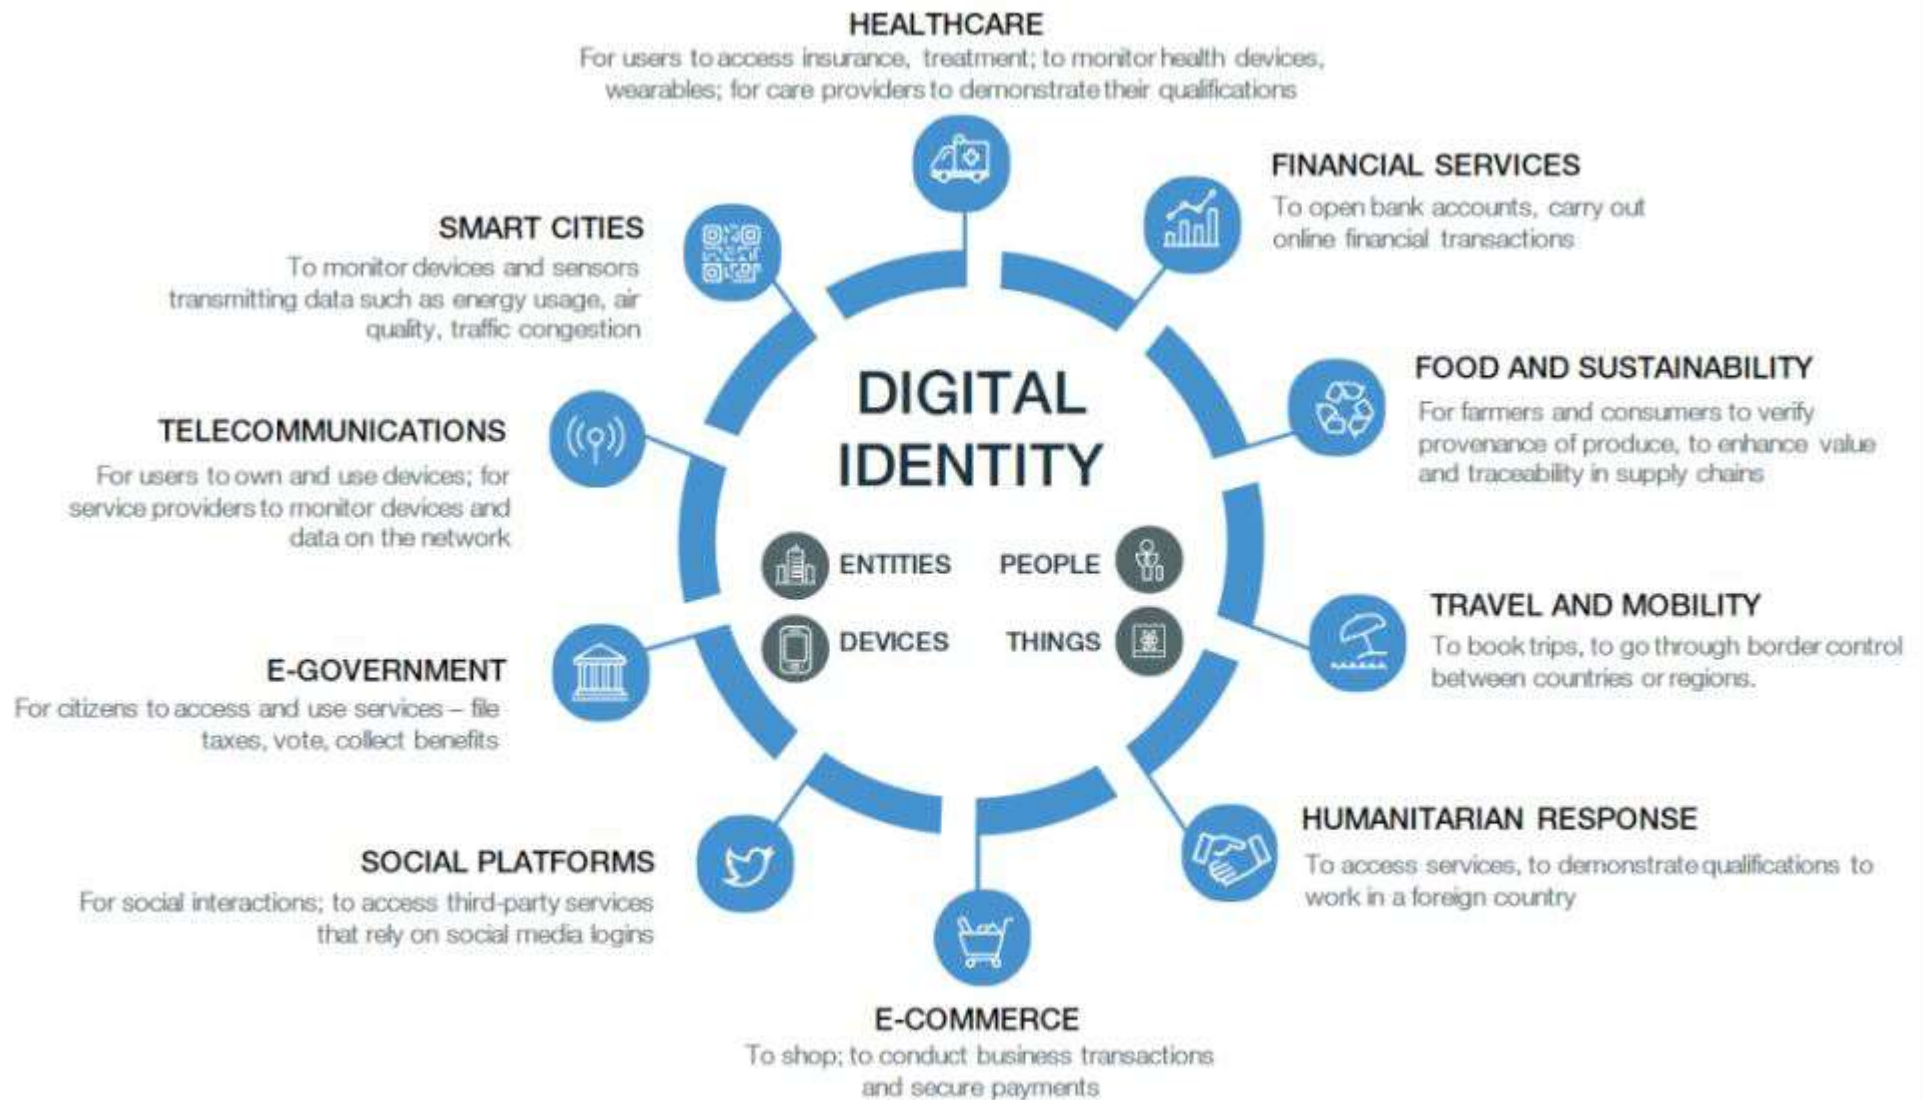 HEALTHCARE
For users to access insurance, treatment; to monitor health devices,
wearables; for care providers to demonstrate their qualifications
FINANCIAL SERVICES
To open bank accounts, carry out
online financial transactions
SMART CITIES
To monitor devices and sensors
transmitting data such as energy usage, air
quality, traffic congestion
FOOD AND SUSTAINABILITY
For farmers and consumers to verify
provenance of produce, to enhance value
and traceability in supply chains
DIGITAL
IDENTITY
TELECOMMUNICATIONS
For users to own and use devices; for
service providers to monitor devices and
data on the network
ENTITIES
PEOPLE
DEVICES
THINGS
TRAVEL AND MOBILITY
To book trips, to go through border control
between countries or regions.
E-GOVERNMENT
For citizens to access and use services – file
taxes, vote, collect benefits
HUMANITARIAN RESPONSE
To access services, to demonstrate qualifications to
work in a foreign country
SOCIAL PLATFORMS
For social interactions; to access third-party services
that rely on social media logins
E-COMMERCE
To shop; to conduct business transactions
and secure payments